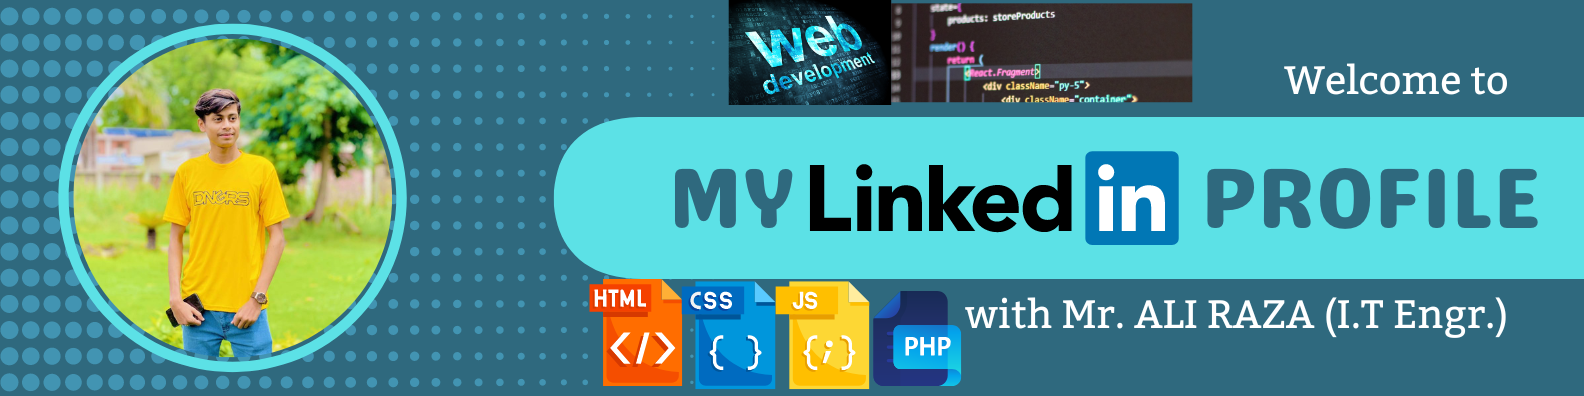 web
development
state={
products: storeProducts
render() {
return (
<React.Fragment>
<div className="py-5">
<div className="container">
Welcome to
MY Linked in PROFILE
DNGRS
HTML
CSS
JS
PHP
</>
{ }
{;}
with Mr. ALI RAZA (I.T Engr.)